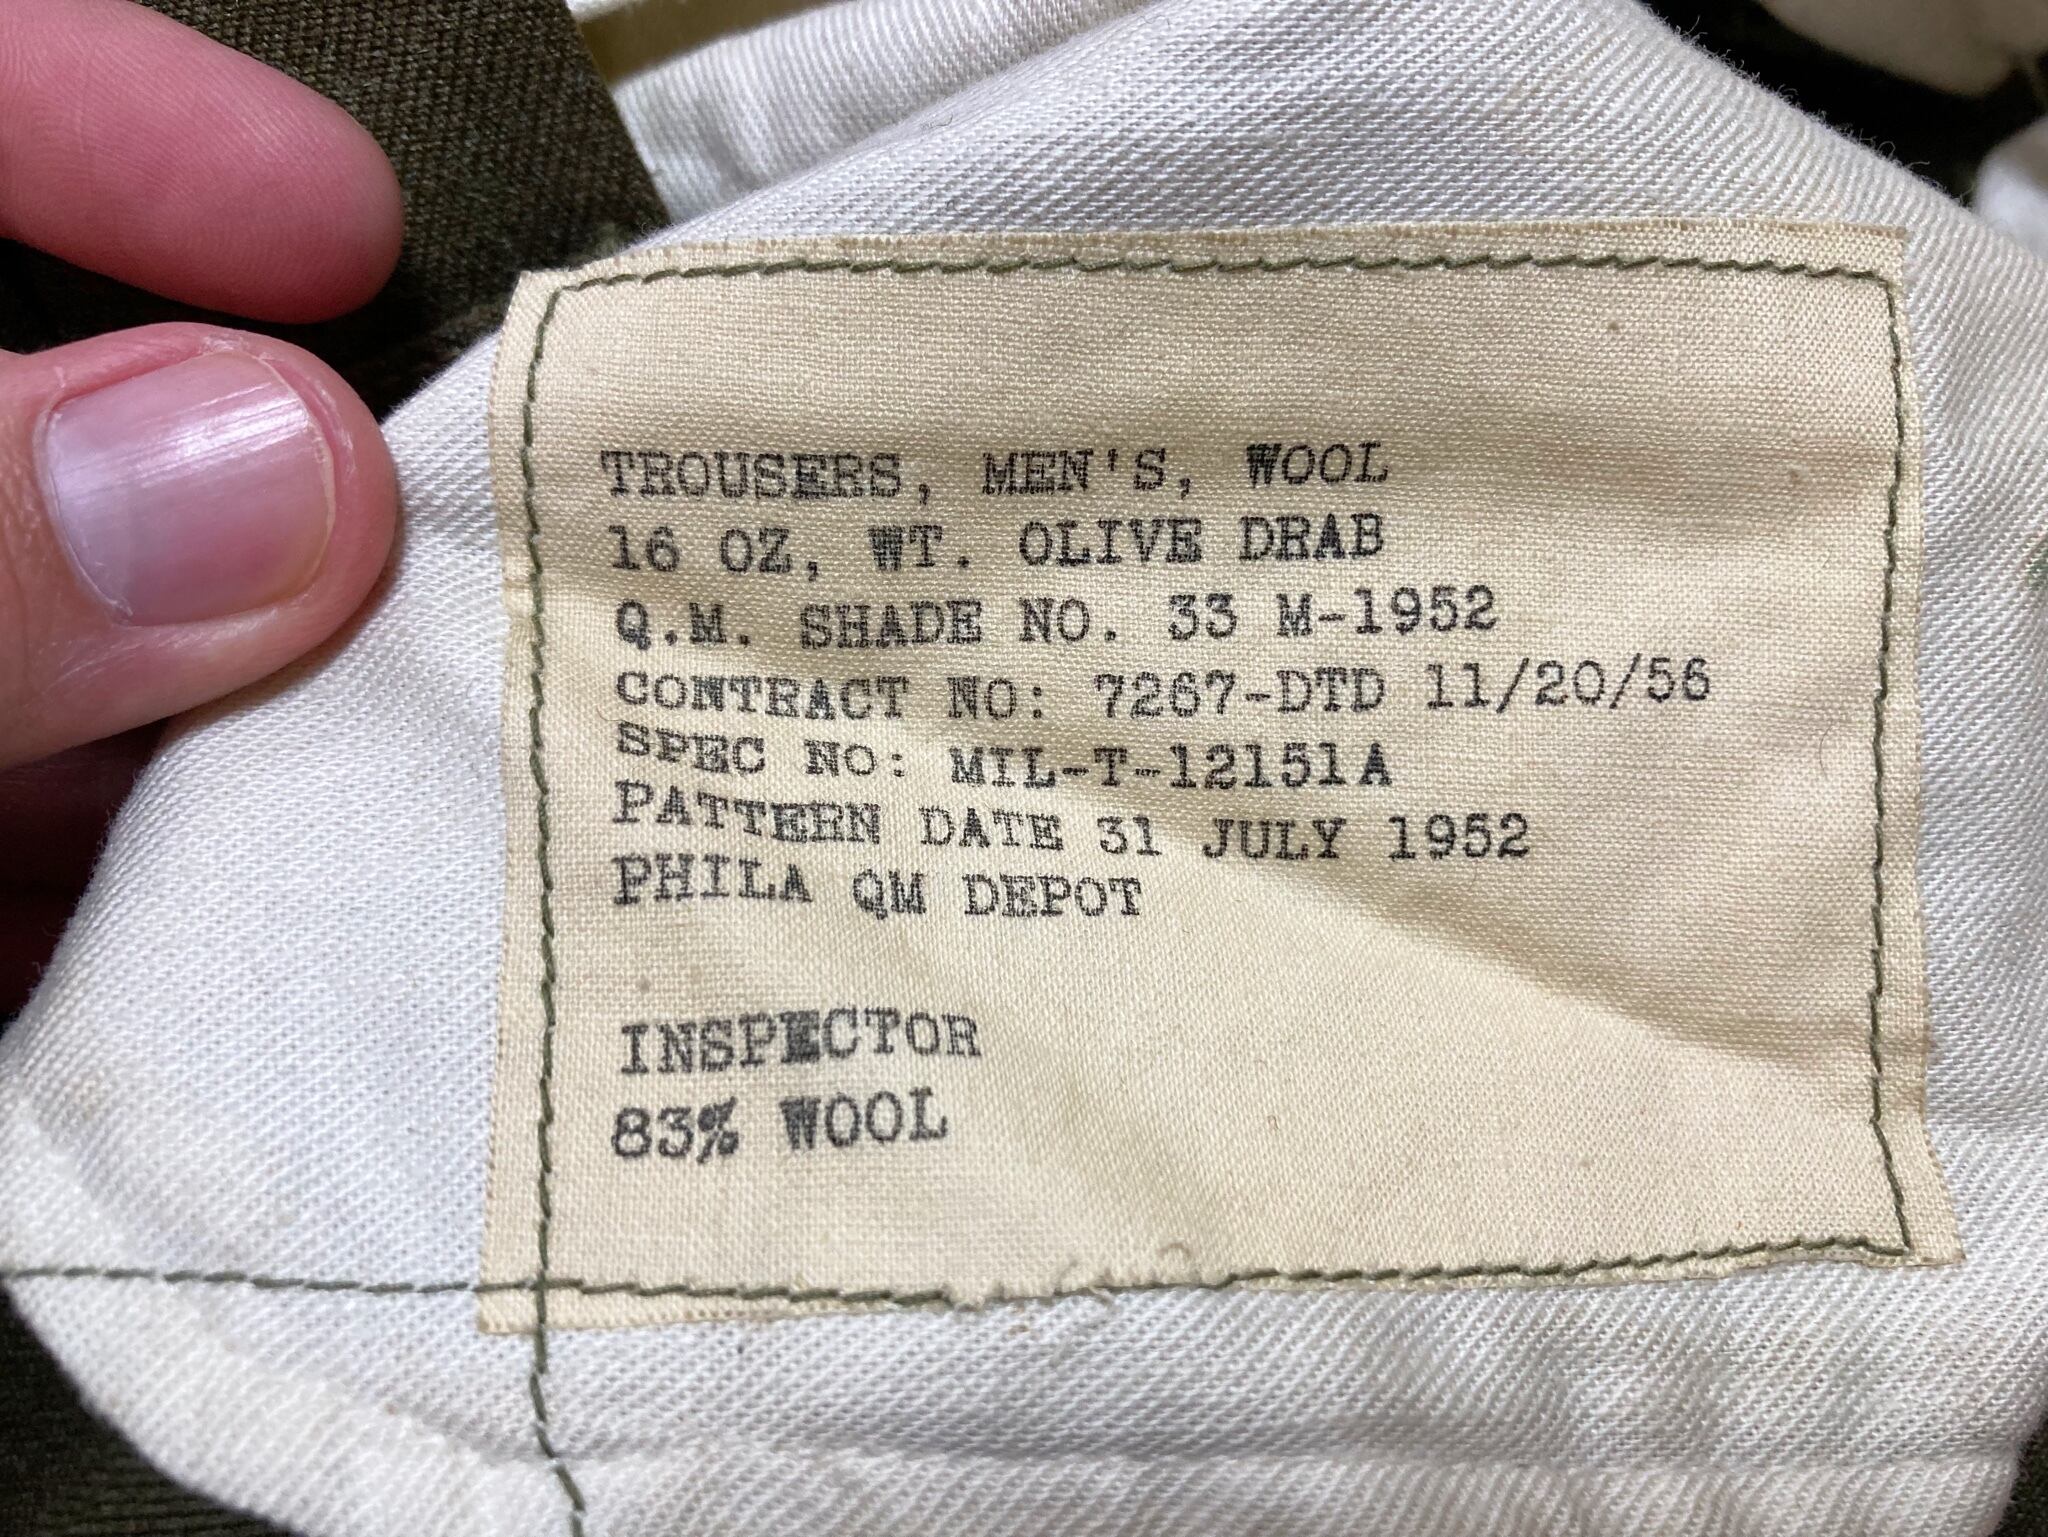 TROUSERS, MEN'S, WOOL
16 OZ, WT. OLIVE DRAB
Q.M. SHADE NO. 33 M-1952
CONTRACT NO: 7267-DTD 11/20/56
SPEC NO: MIL-T-12151A
PATTERN DATE 31 JULY 1952
PHILA QM DEPOT
INSPECTOR
83% WOOL